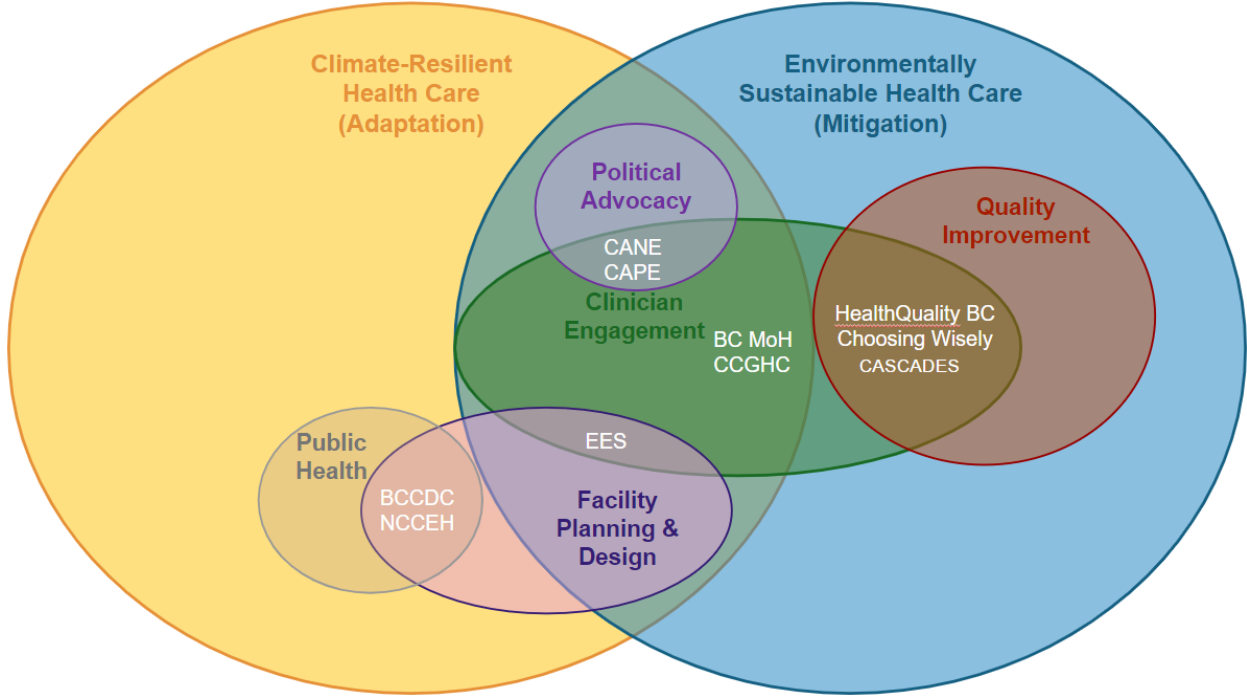 Climate-Resilient
Health Care
(Adaptation)
Environmentally
Sustainable Health Care
(Mitigation)
Political
Advocacy
CANE
CAPE
Quality
Improvement
Clinician
Engagement
BC MoH
CCGHC
HealthQuality BC
Choosing Wisely
CASCADES
Public
Health
BCCDC
NCCEH
EES
Facility
Planning &
Design